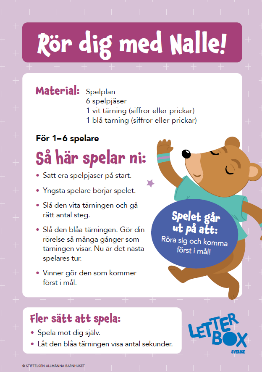 Rör dig med Nalle!
Material: Spelplan
6 spelpjäser
1 vit tärning (siffror eller prickar)
1 blå tärning (siffror eller prickar)
För 1–6 spelare
Så här spelar ni:
• Sätt era spelpjäser på start.
• Yngsta spelare börjar spelet.
• Slå den vita tärningen och gå
rätt antal steg.
• Slå den blåa tärningen. Gör din
rörelse så många gånger som
tärningen visar. Nu är det nästa
spelares tur.
• Vinner gör den som kommer
först i mål.
Spelet går
ut på att:
Röra sig och komma
först i mål!
Fler sätt att spela:
• Spela mot dig själv.
• Låt den blåa tärningen visa antal sekunder.
LETTER
BOX